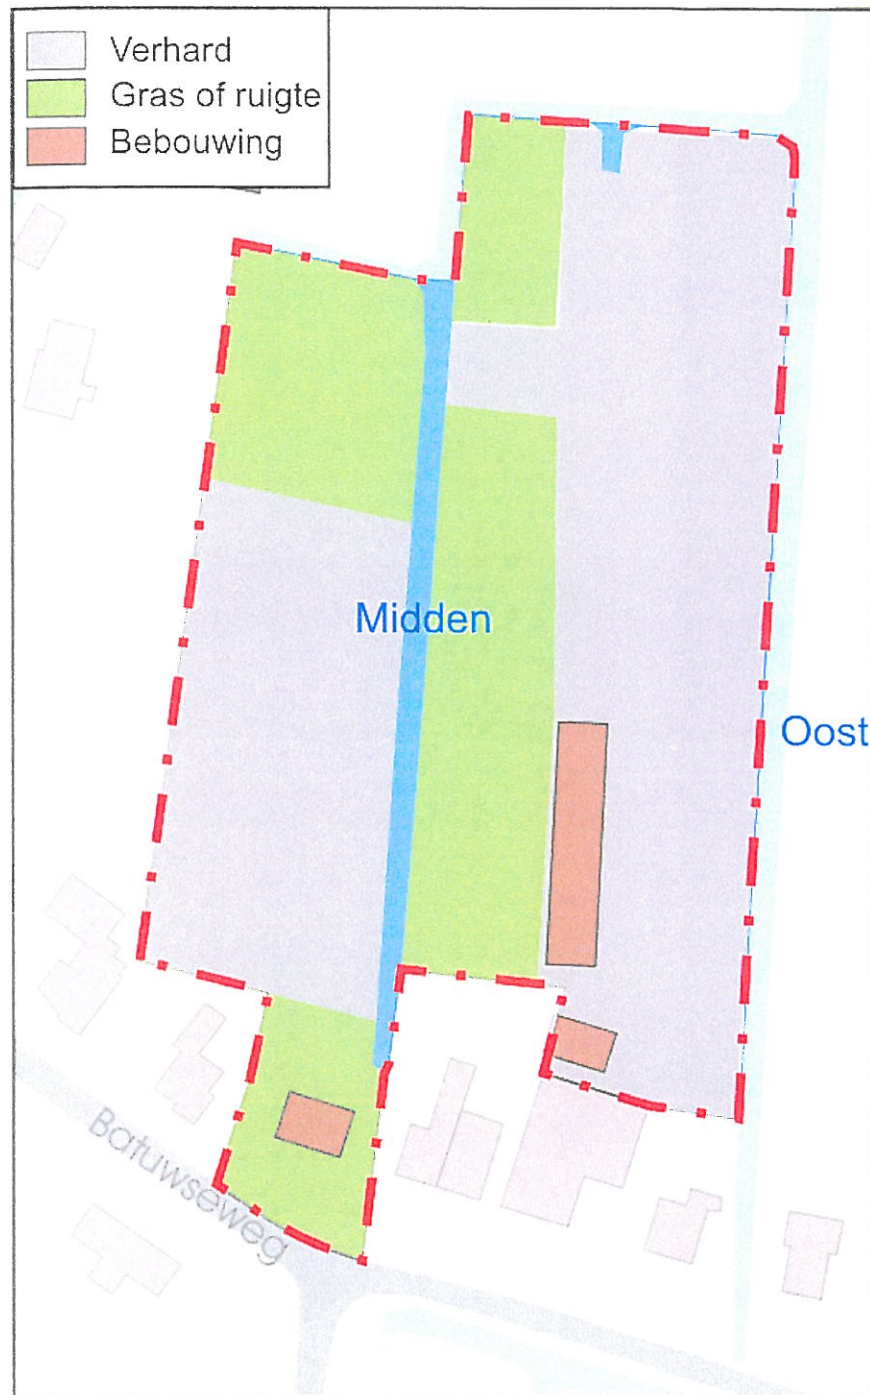 Verhard
Gras of ruigte
Bebouwing
Midden
Oost
Batuwseweg